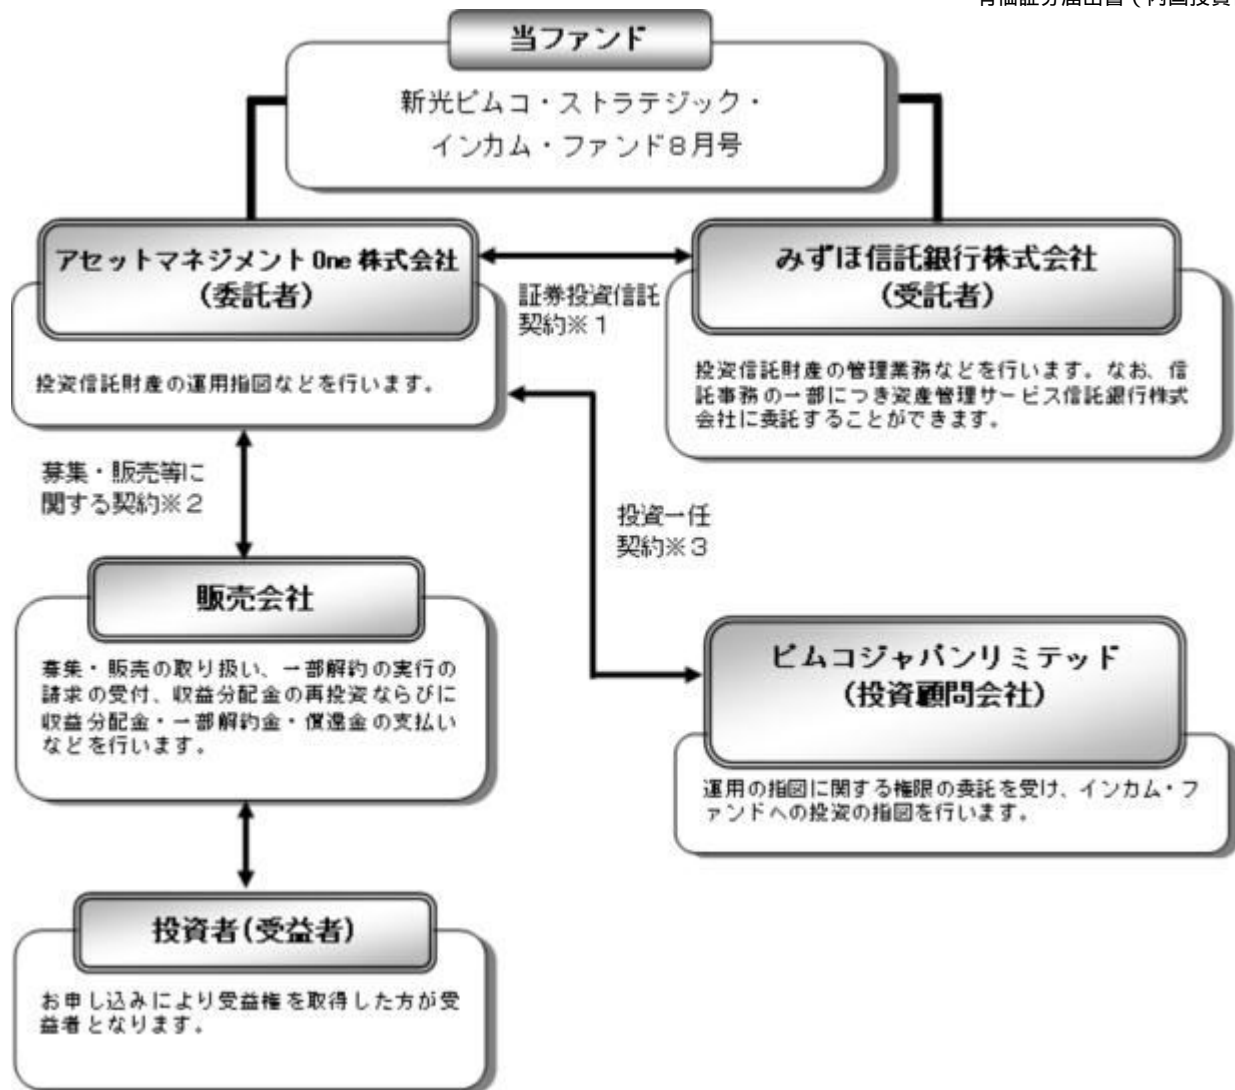 有価証券届出書（内国投資
当ファンド
新光ピムコ・ストラテジック・
インカム・ファンド８月号
アセットマネジメントOne 株式会社
（委託者）
投資信託財産の運用指図などを行います。
証券投資信託
契約※１
みずほ信託銀行株式会社
（受託者）
投資信託財産の管理業務などを行います。なお、信
託事務の一部につき資産管理サービス信託銀行株式
会社に委託することができます。
募集・販売等に
関する契約※２
投資一任
契約※３
販売会社
募集・販売の取り扱い、一部解約の実行の
請求の受付、収益分配金の再投資ならびに
収益分配金・一部解約金・償還金の支払い
などを行います。
ピムコジャパンリミテッド
（投資顧問会社）
運用の指図に関する権限の委託を受け、インカム・フ
ァンドへの投資の指図を行います。
投資者(受益者)
お申し込みにより受益権を取得した方が受
益者となります。